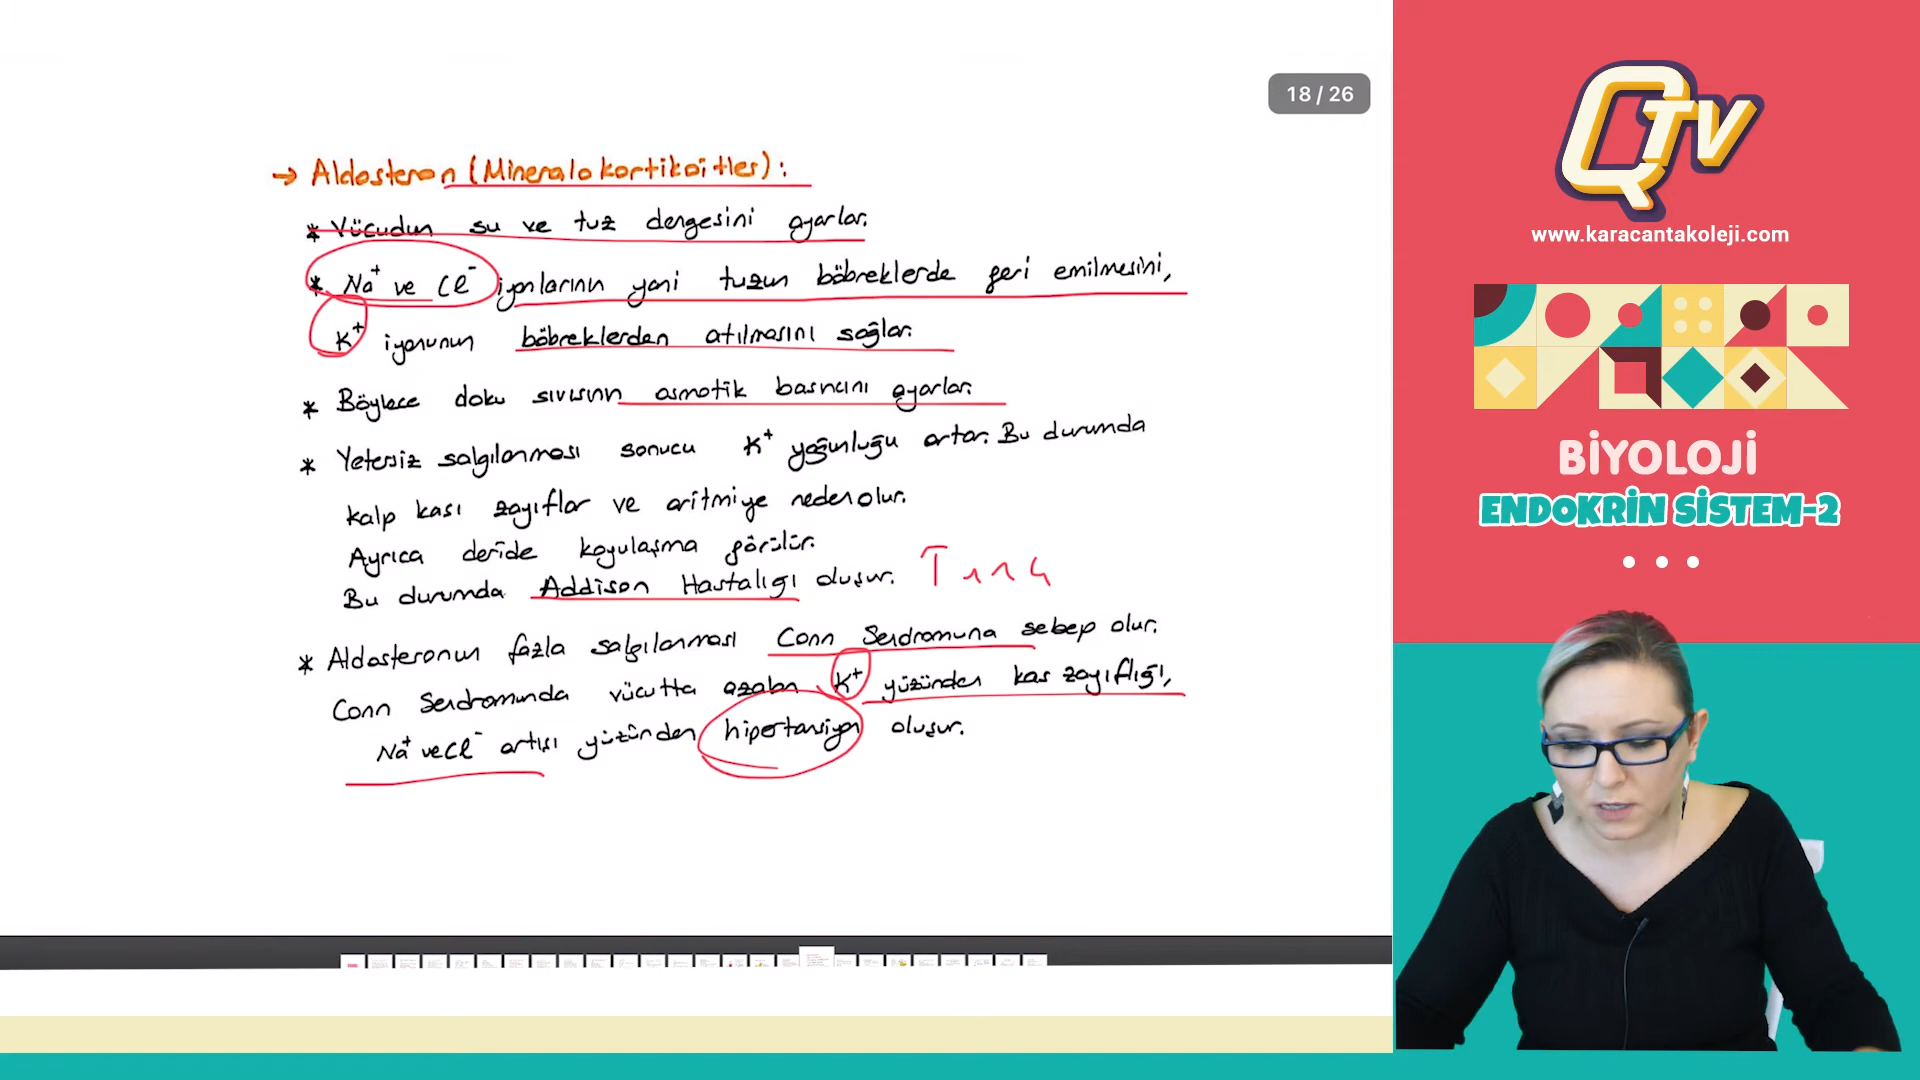 18 / 26
→ Aldosteron (Mineralokortikoitler) :
* Vücudun su ve tuz dengesini ayarlar.
* Na⁺ ve Cl⁻ iyonlarının yani tuzun böbreklerde geri emilmesini,
K⁺ iyonunun böbreklerden atılmasını sağlar.
* Böylece doku sıvısının osmotik basıncını ayarlar.
* Yetersiz salgılanması sonucu K⁺ yoğunluğu artar. Bu durumda
kalp kası zayıflar ve aritmiye neden olur.
Ayrıca deride koyulaşma görülür.
Bu durumda Addison Hastalığı oluşur.
* Aldosteronun fazla salgılanması Conn Sendromuna sebep olur.
Conn Sendromunda vücutta azalan K⁺ yüzünden kas zayıflığı,
Na⁺ ve Cl⁻ artışı yüzünden hipertansiyon oluşur.
QTV
www.karacantakoleji.com
BİYOLOJİ
ENDOKRİN SİSTEM-2